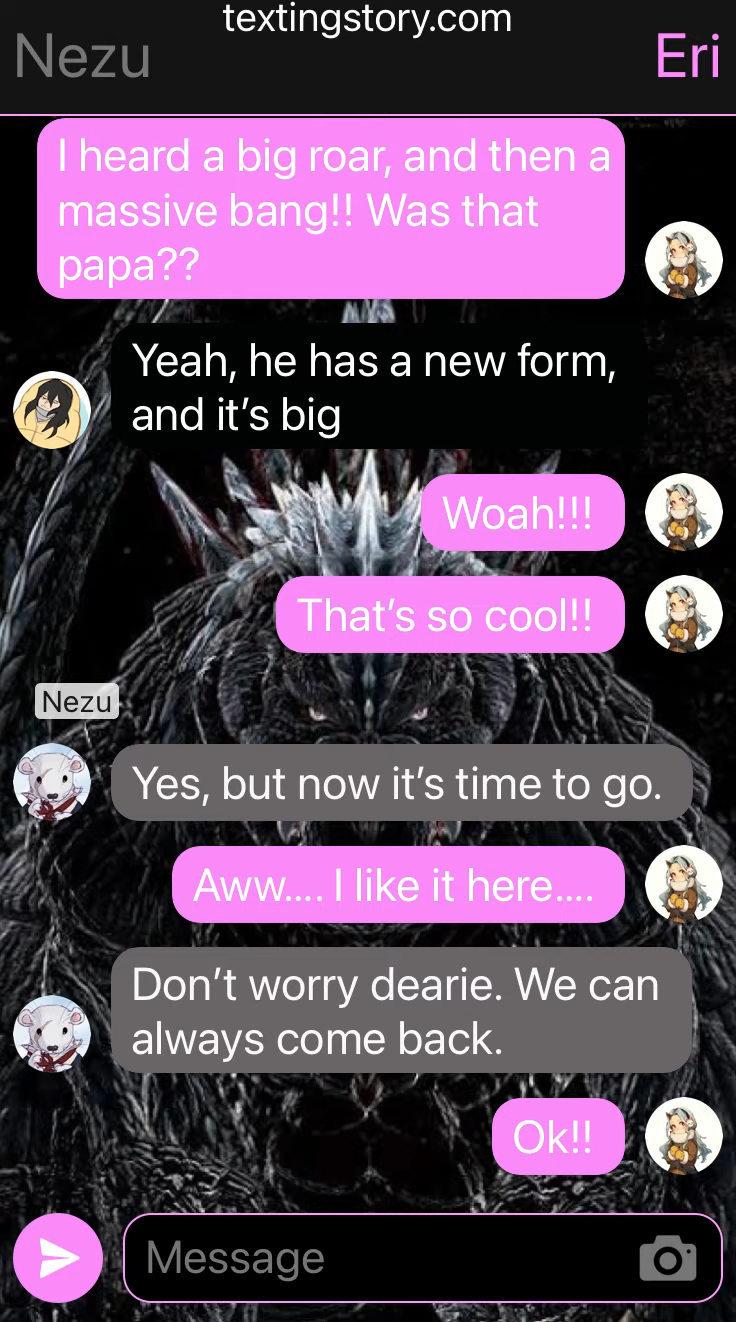 textingstory.com
Nezu
Eri
I heard a big roar, and then a
massive bang!! Was that
papa??
Yeah, he has a new form,
and it’s big
Woah!!!
That’s so cool!!
Nezu
Yes, but now it’s time to go.
Aww.... I like it here....
Don’t worry dearie. We can
always come back.
Ok!!
Message